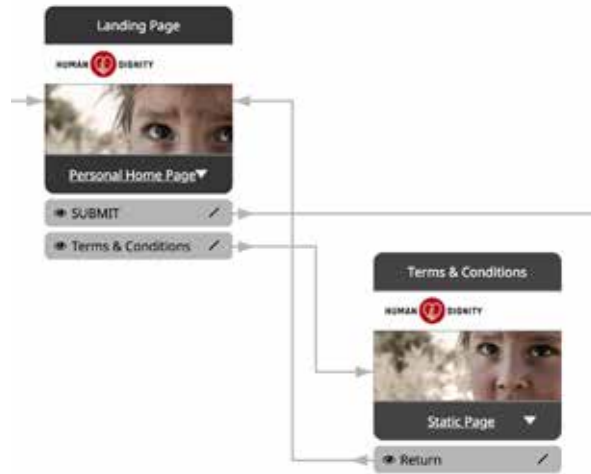 Landing Page
HUMAN DIGNITY
Personal Home Page
SUBMIT
Terms & Conditions
Terms & Conditions
HUMAN DIGNITY
Static Page
Return